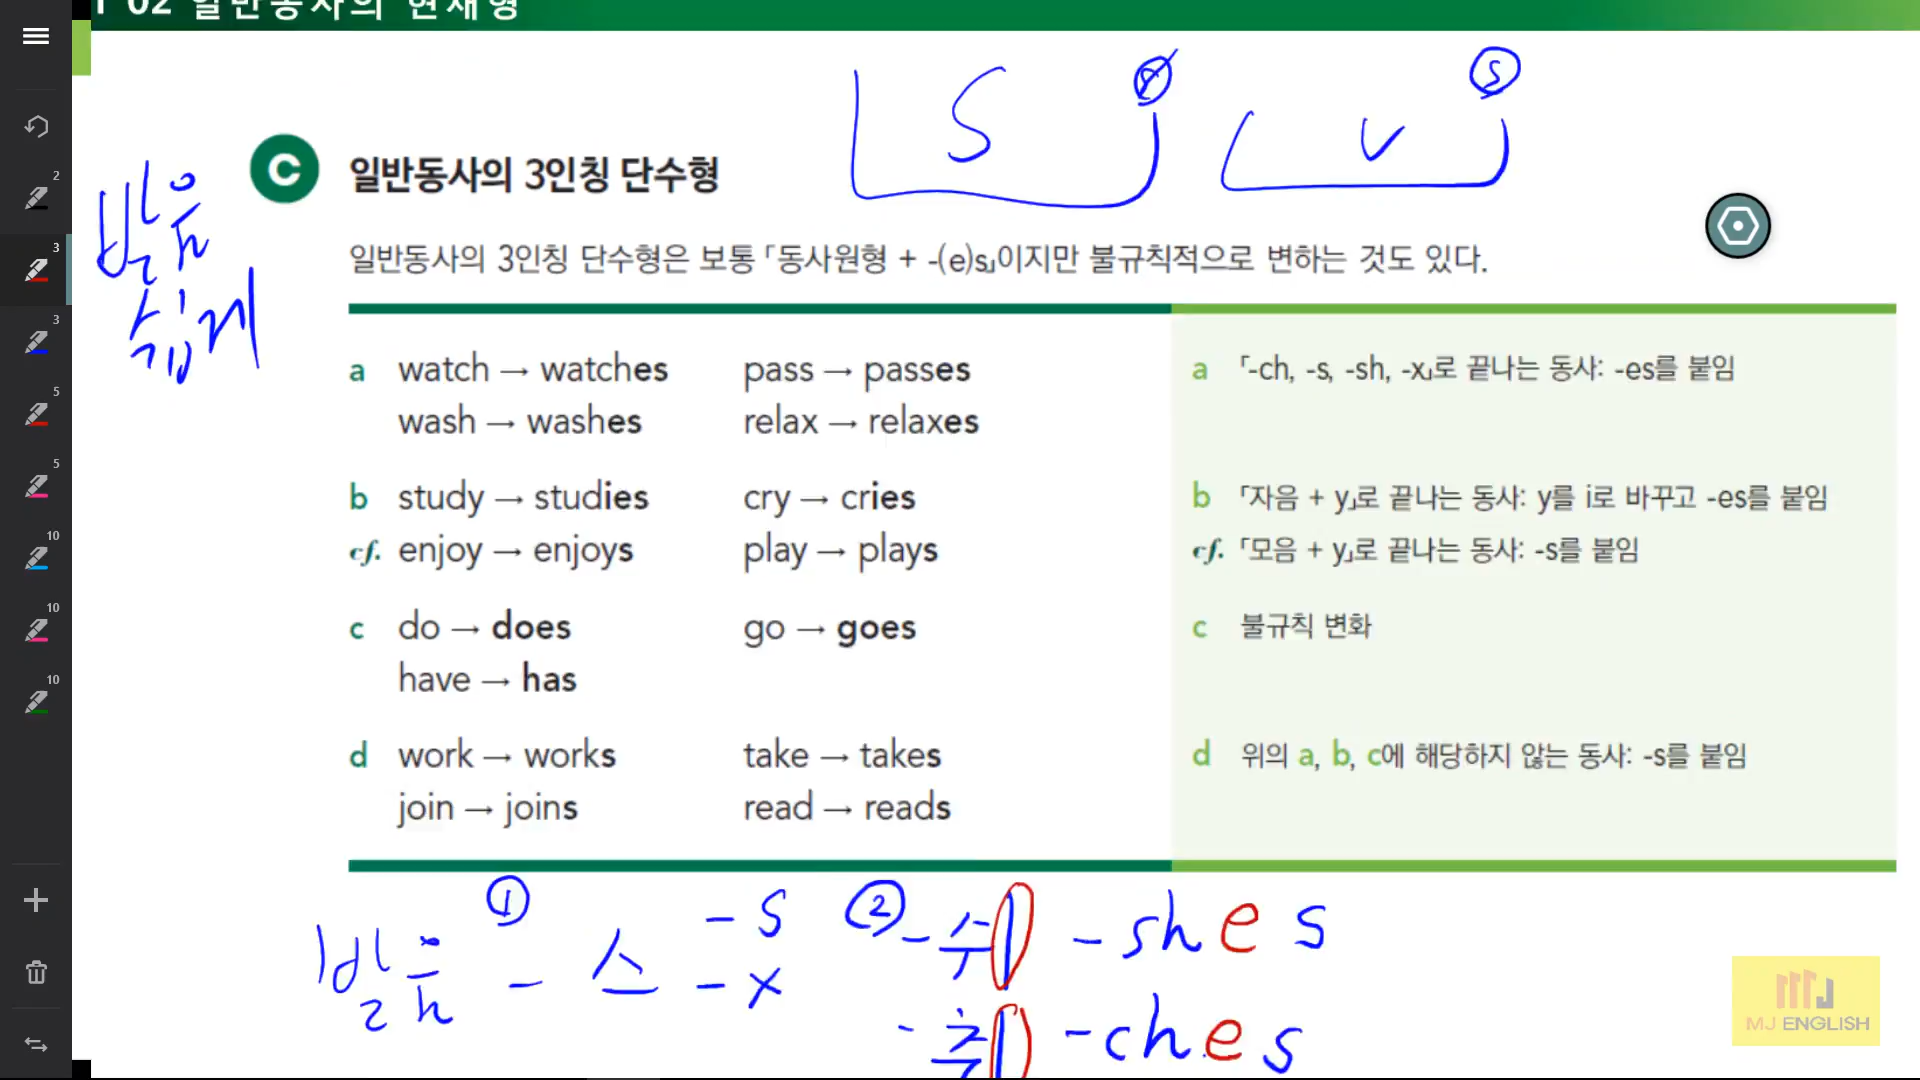 02 일반동사의 현재형
S s V s
C 일반동사의 3인칭 단수형
발음
쉽게
일반동사의 3인칭 단수형은 보통 「동사원형 + -(e)s」이지만 불규칙적으로 변하는 것도 있다.
a watch → watches pass → passes a 「-ch, -s, -sh, -x」로 끝나는 동사: -es를 붙임
wash → washes relax → relaxes
b study → studies cry → cries b 「자음 + y」로 끝나는 동사: y를 i로 바꾸고 -es를 붙임
cf. enjoy → enjoys play → plays cf. 「모음 + y」로 끝나는 동사: -s를 붙임
c do → does go → goes c 불규칙 변화
have → has
d work → works take → takes d 위의 a, b, c에 해당하지 않는 동사: -s를 붙임
join → joins read → reads
발음 ① - 스 - s ② - 쉬 - shes
- x - 취 - ches
MJ ENGLISH
2
3
3
5
5
10
10
10